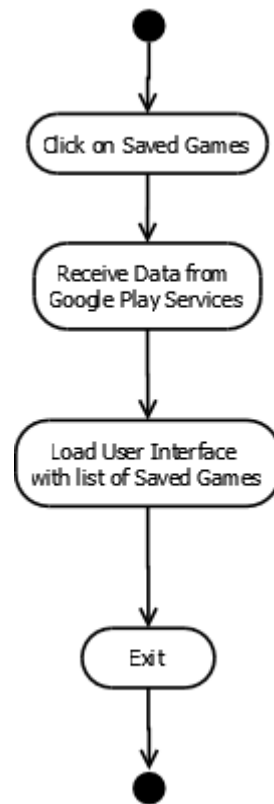 Click on Saved Games
Receive Data from
Google Play Services
Load User Interface
with list of Saved Games
Exit